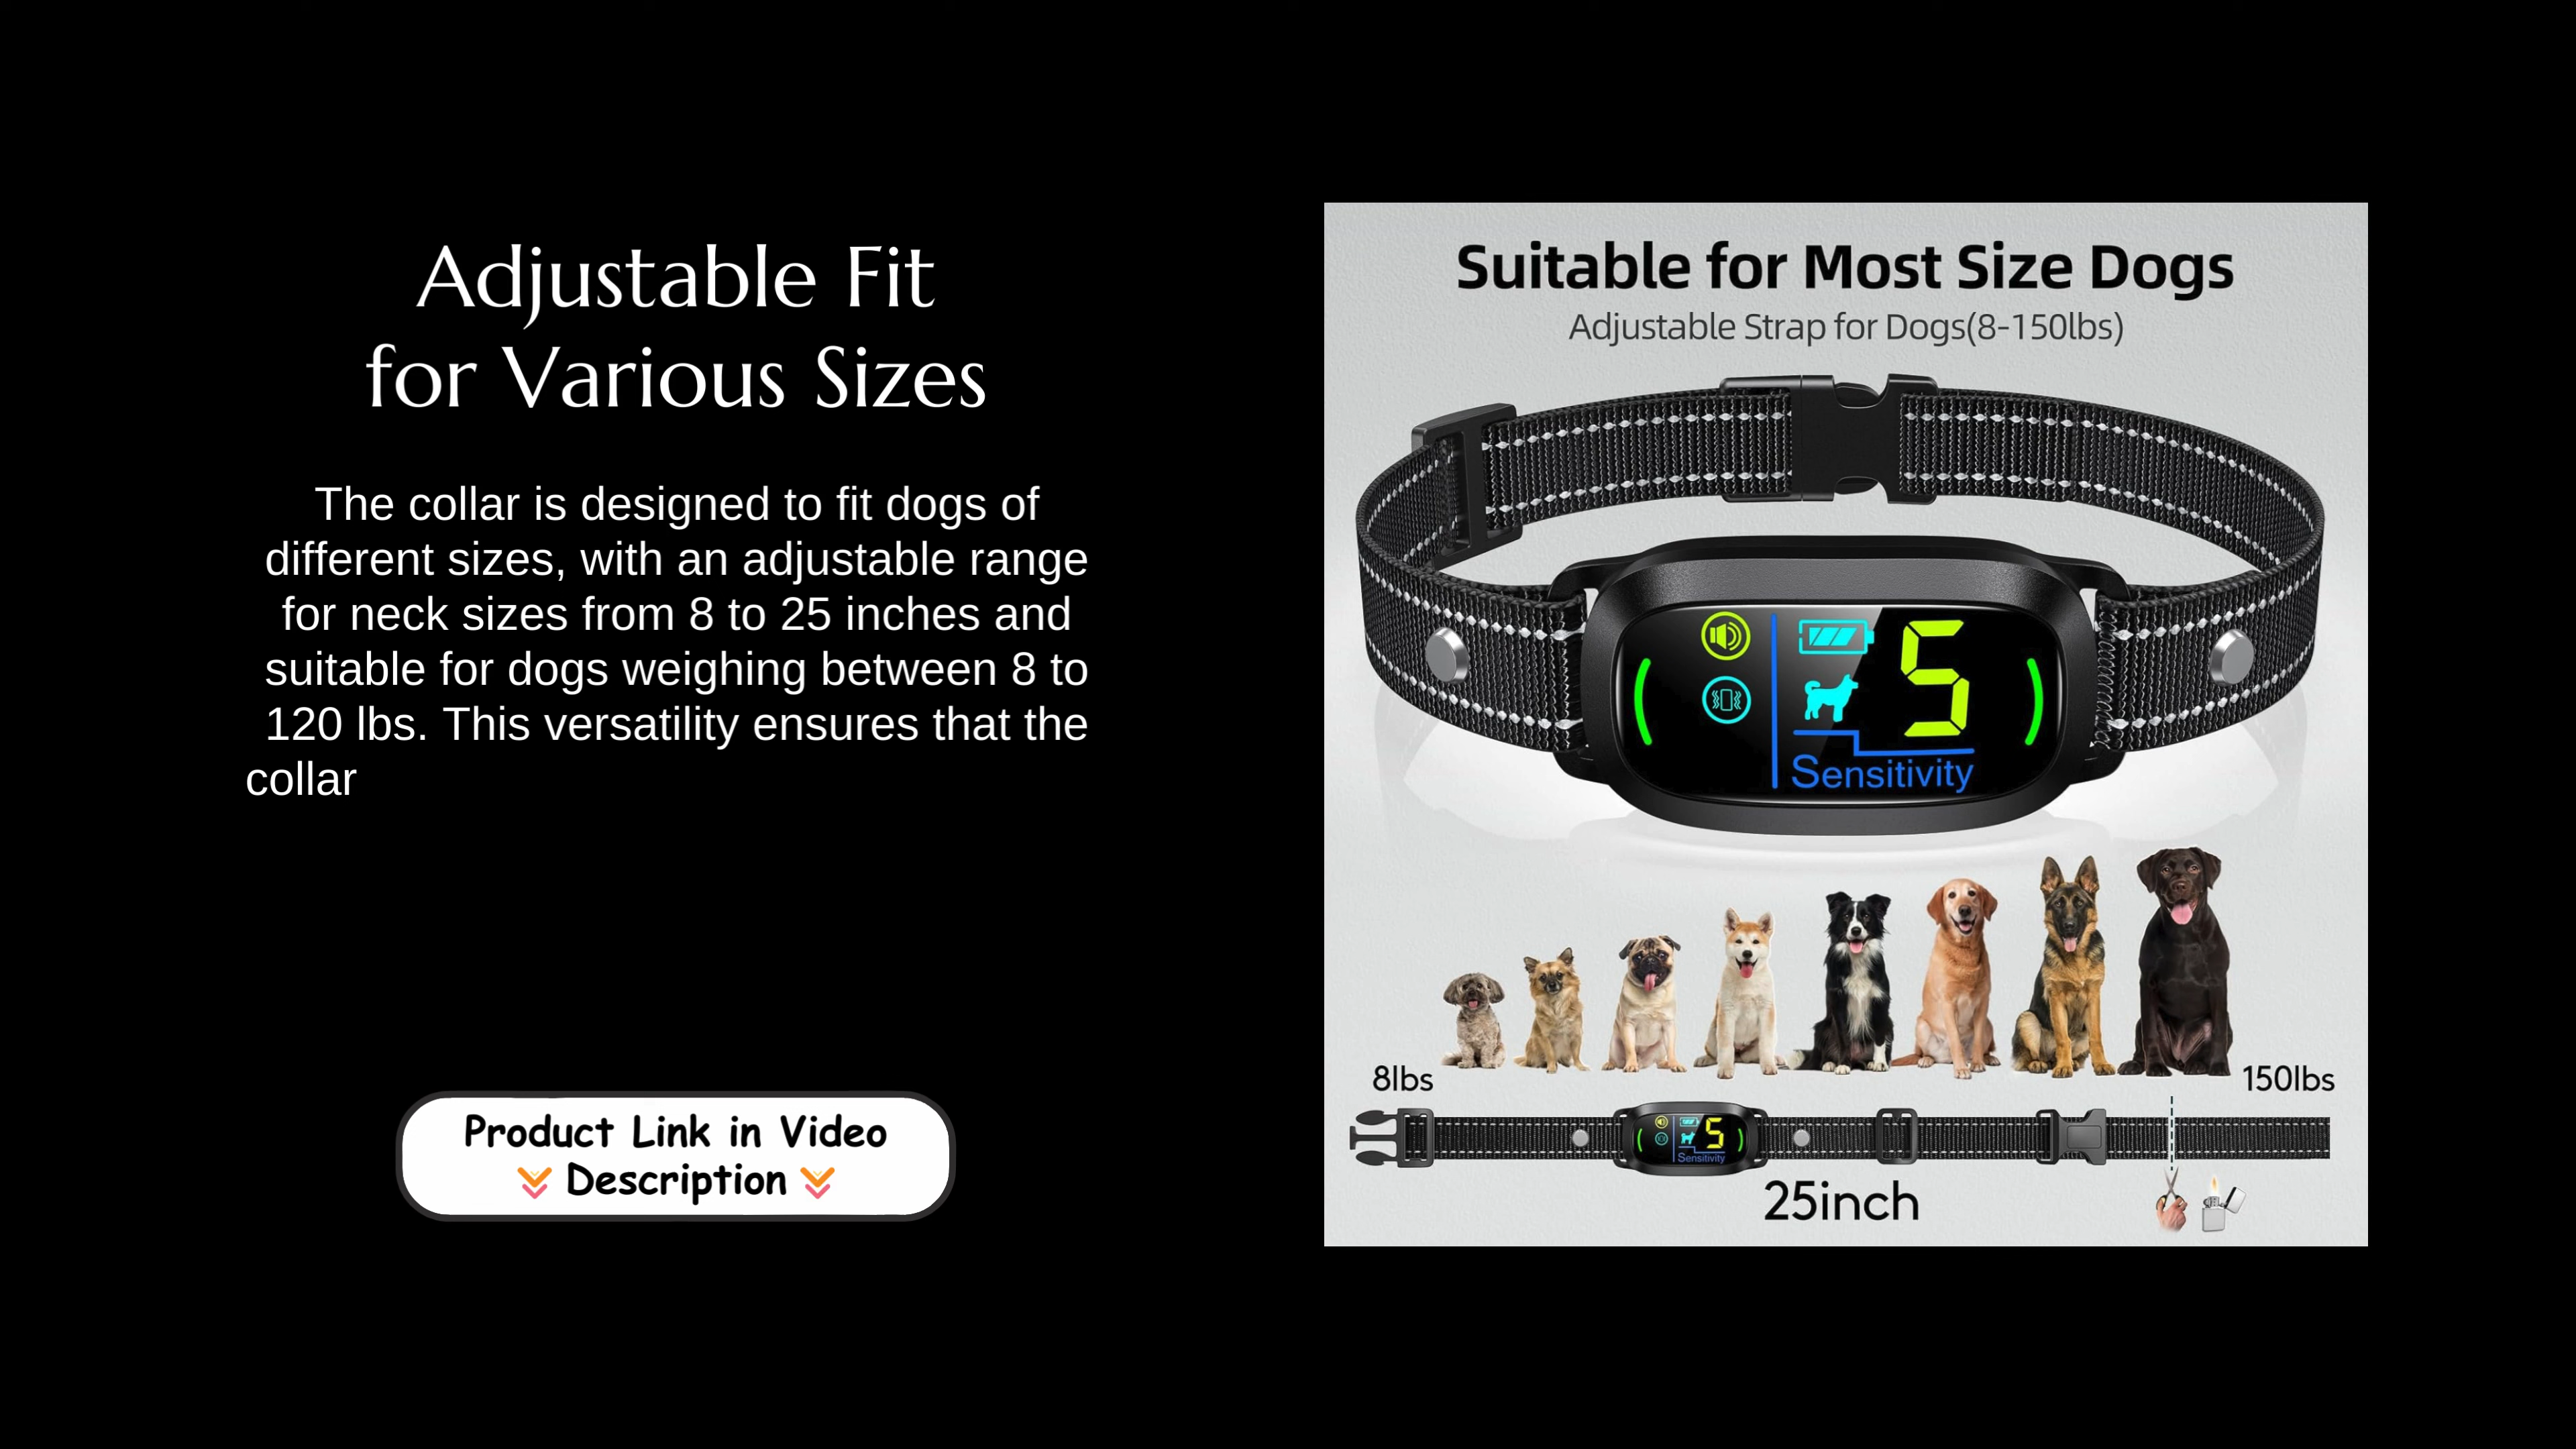 Adjustable Fit
for Various Sizes
The collar is designed to fit dogs of
different sizes, with an adjustable range
for neck sizes from 8 to 25 inches and
suitable for dogs weighing between 8 to
120 lbs. This versatility ensures that the
collar
Product Link in Video
Description
Suitable for Most Size Dogs
Adjustable Strap for Dogs(8-150lbs)
5
Sensitivity
8lbs
150lbs
5
Sensitivity
25inch